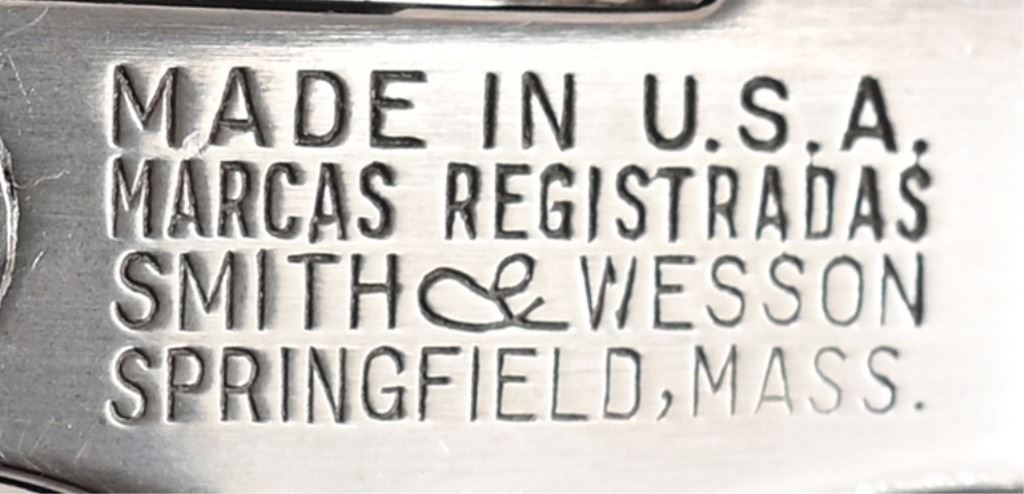 MADE IN U.S.A.
MARCAS REGISTRADAS
SMITH & WESSON
SPRINGFIELD, MASS.